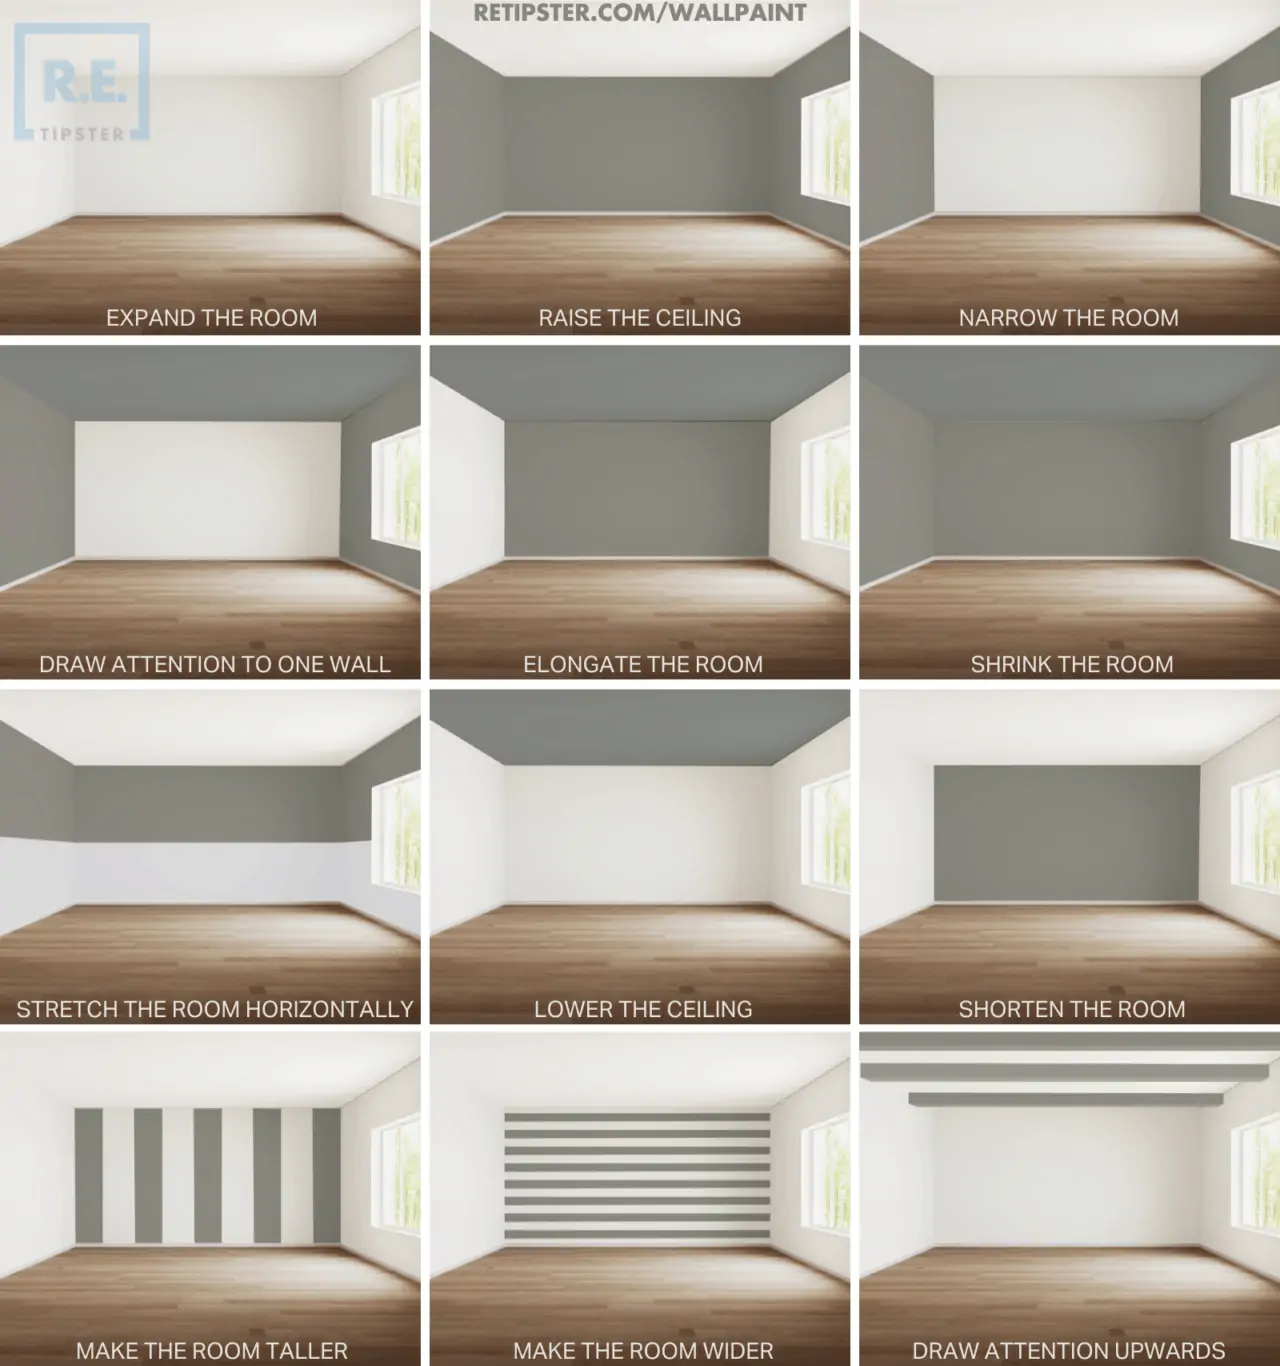 RETIPSTER.COM/WALLPAINT
R.E.
TIPSTER
EXPAND THE ROOM
RAISE THE CEILING
NARROW THE ROOM
DRAW ATTENTION TO ONE WALL
ELONGATE THE ROOM
SHRINK THE ROOM
STRETCH THE ROOM HORIZONTALLY
LOWER THE CEILING
SHORTEN THE ROOM
MAKE THE ROOM TALLER
MAKE THE ROOM WIDER
DRAW ATTENTION UPWARDS